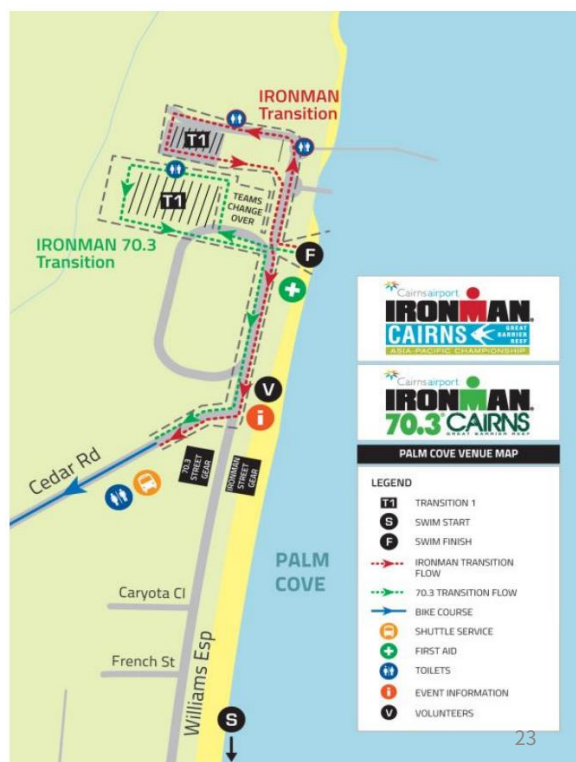 IRONMAN
Transition
T1
T1
TEAMS
CHANGE
OVER
IRONMAN 70.3
Transition
F
V
i
Cedar Rd
70.3
STREET
GEAR
IRONMAN
STREET
GEAR
PALM
COVE
Caryota Cl
French St
Williams Esp
S
Cairnsairport
IRONMAN
CAIRNS
GREAT
BARRIER
REEF
ASIA PACIFIC CHAMPIONSHIP
Cairnsairport
IRONMAN
70.3 CAIRNS
GREAT BARRIER REEF
PALM COVE VENUE MAP
LEGEND
T1 TRANSITION 1
S SWIM START
F SWIM FINISH
IRONMAN TRANSITION
FLOW
70.3 TRANSITION FLOW
BIKE COURSE
SHUTTLE SERVICE
FIRST AID
TOILETS
i EVENT INFORMATION
V VOLUNTEERS
23